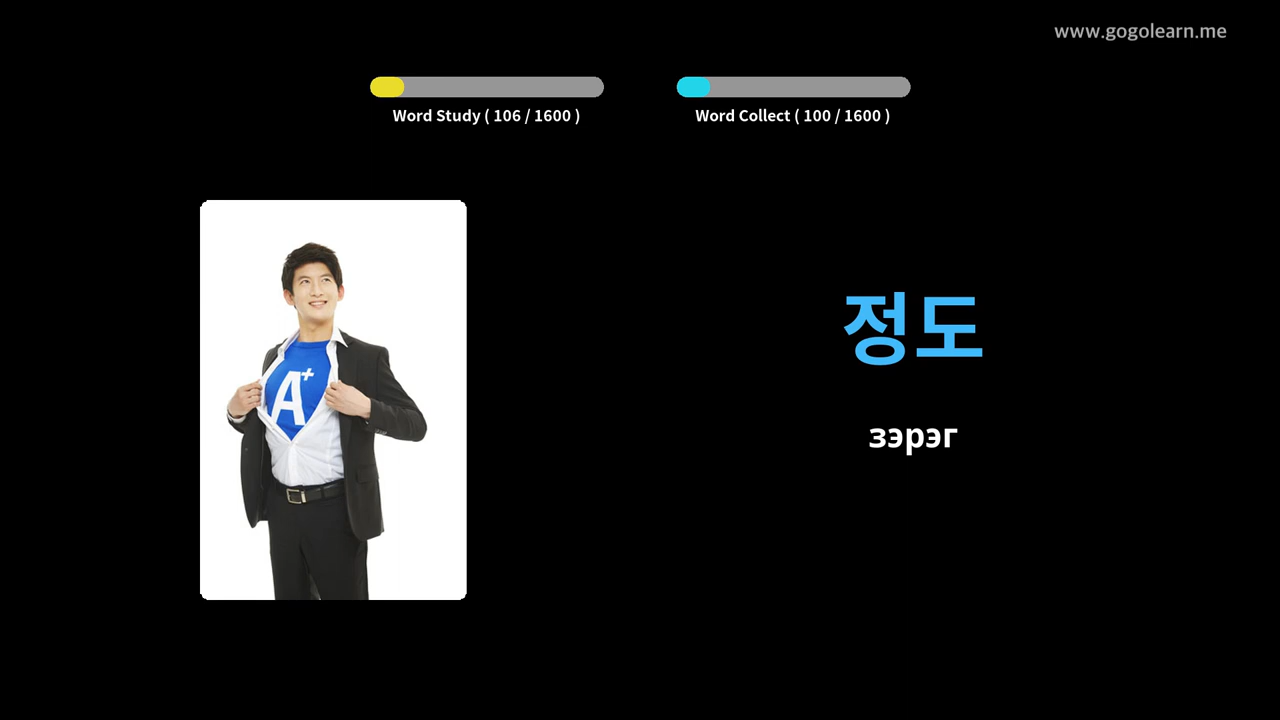 www.gogolearn.me
Word Study ( 106 / 1600 )
Word Collect ( 100 / 1600 )
A+
정도
зэрэг